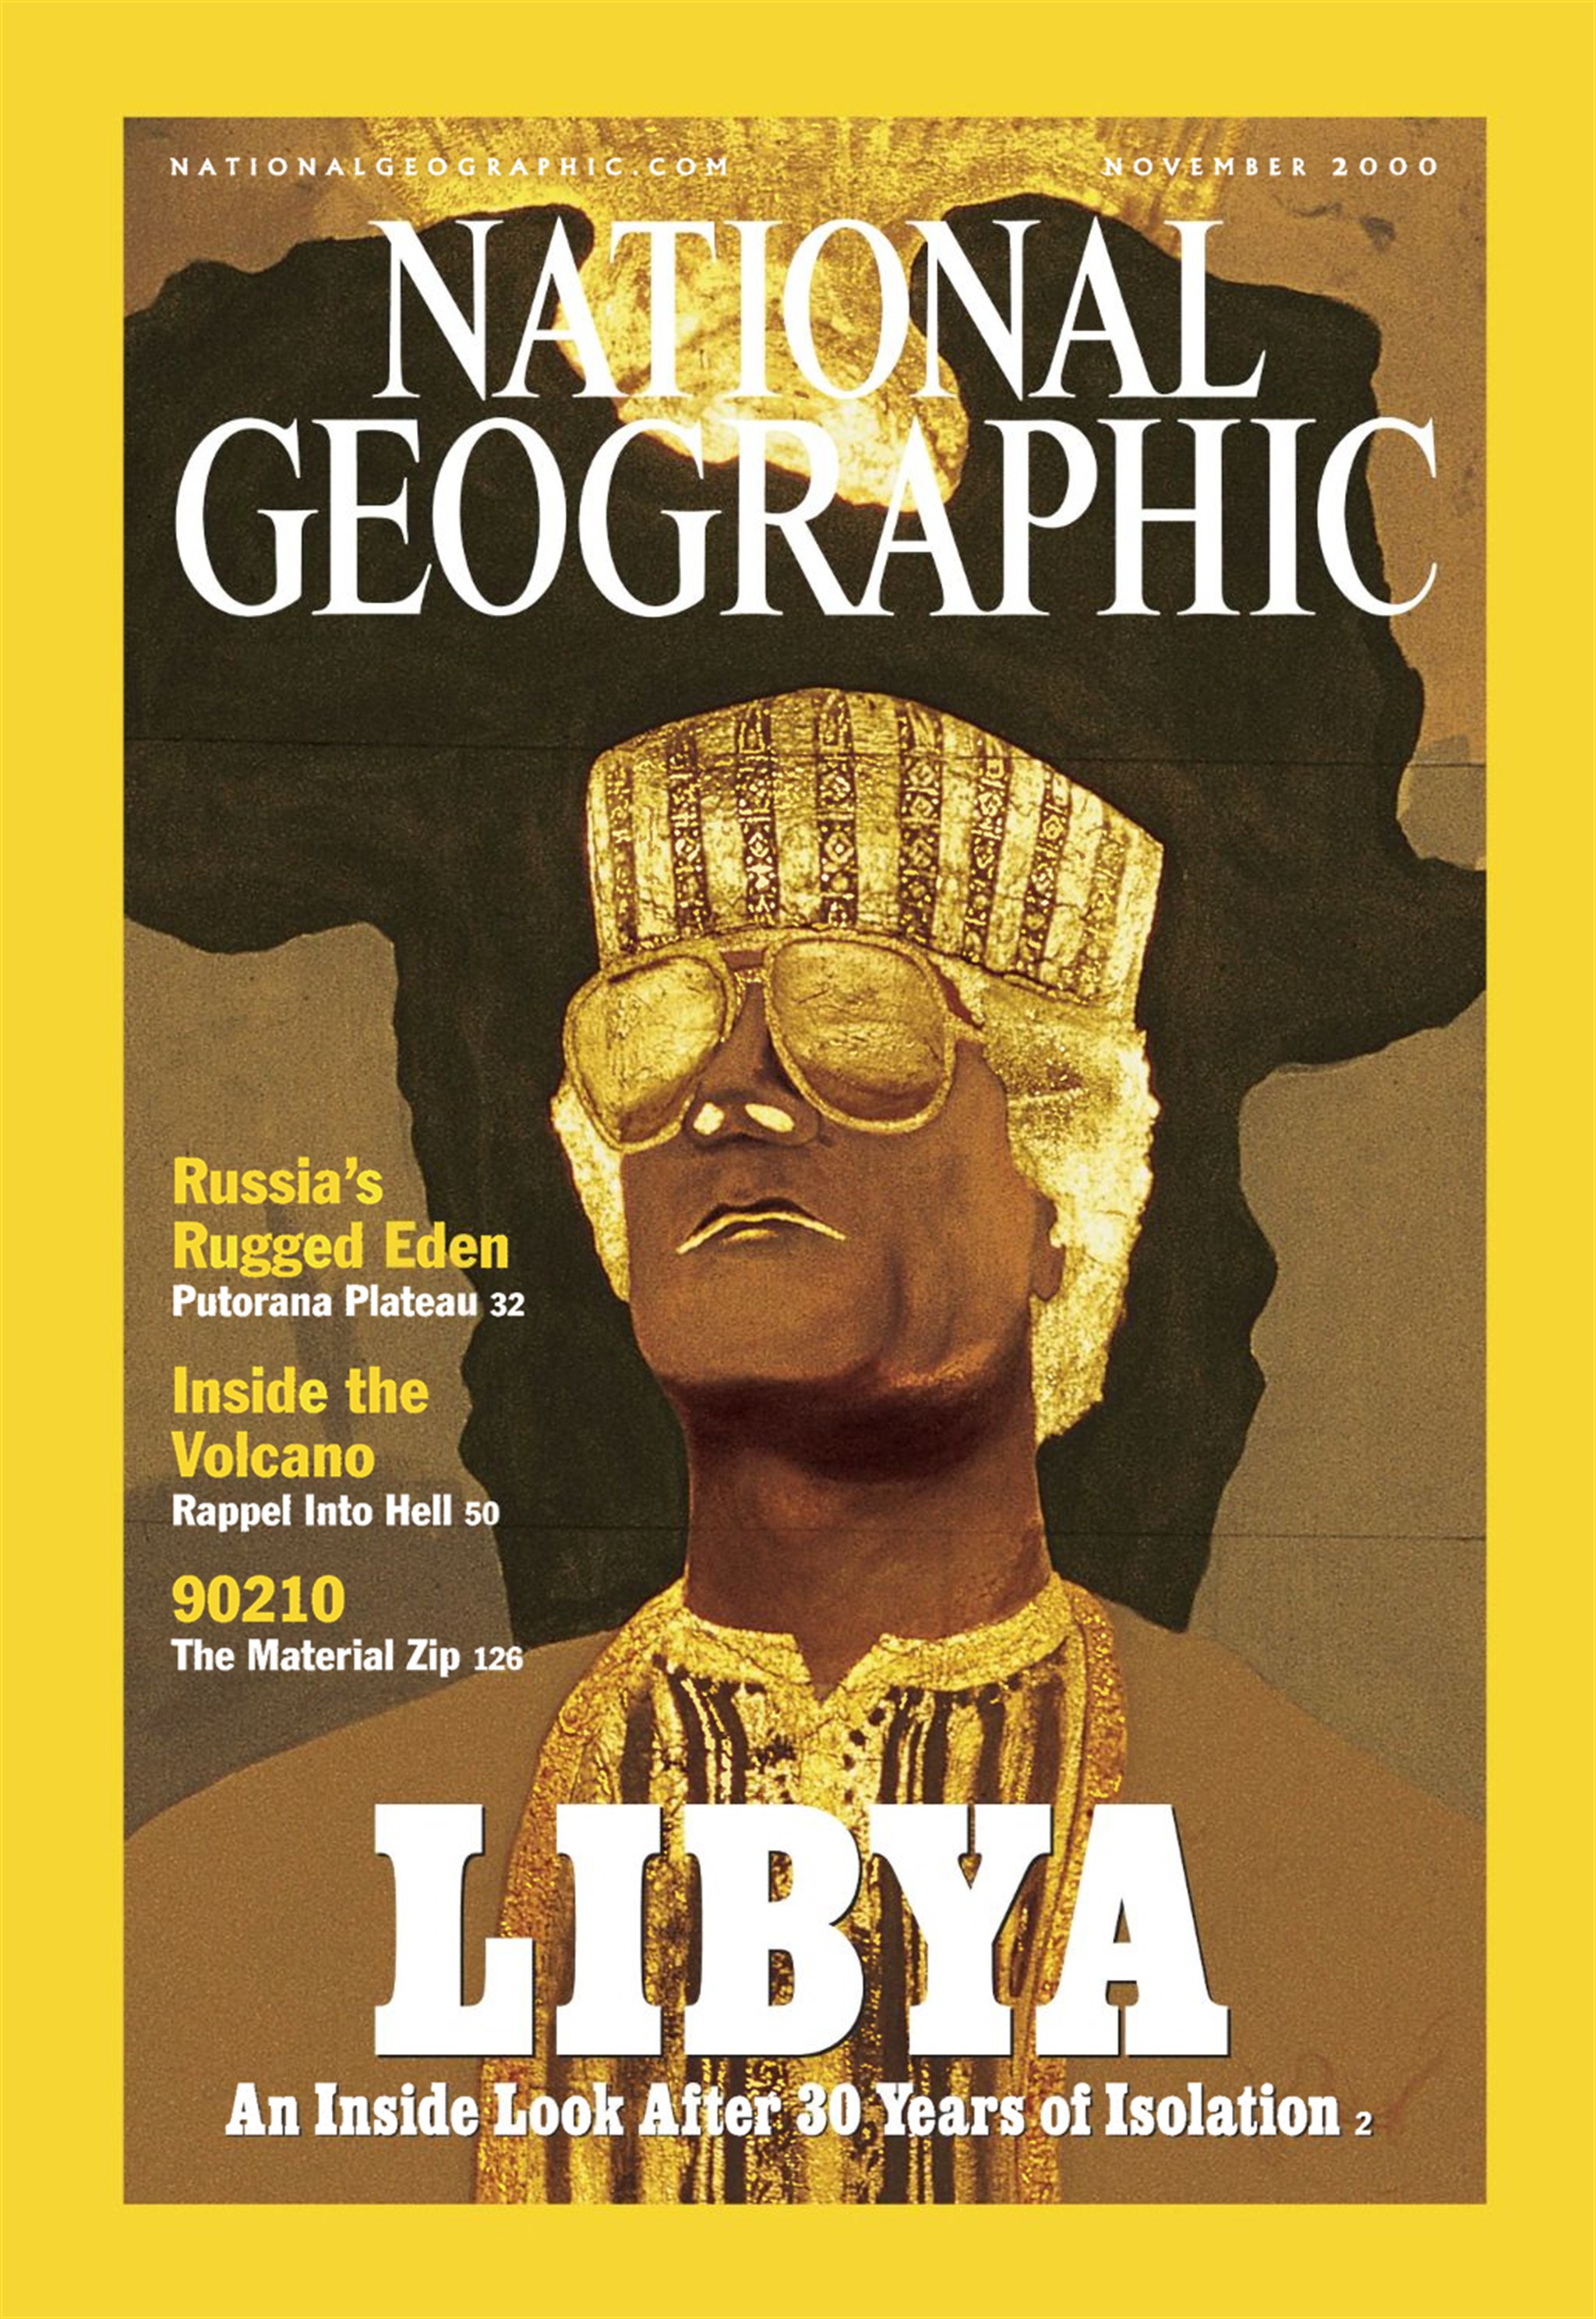 NATIONALGEOGRAPHIC.COM NOVEMBER 2000
NATIONAL
GEOGRAPHIC
Russia's
Rugged Eden
Putorana Plateau 32
Inside the
Volcano
Rappel Into Hell 50
90210
The Material Zip 126
LIBYA
An Inside Look After 30 Years of Isolation 2